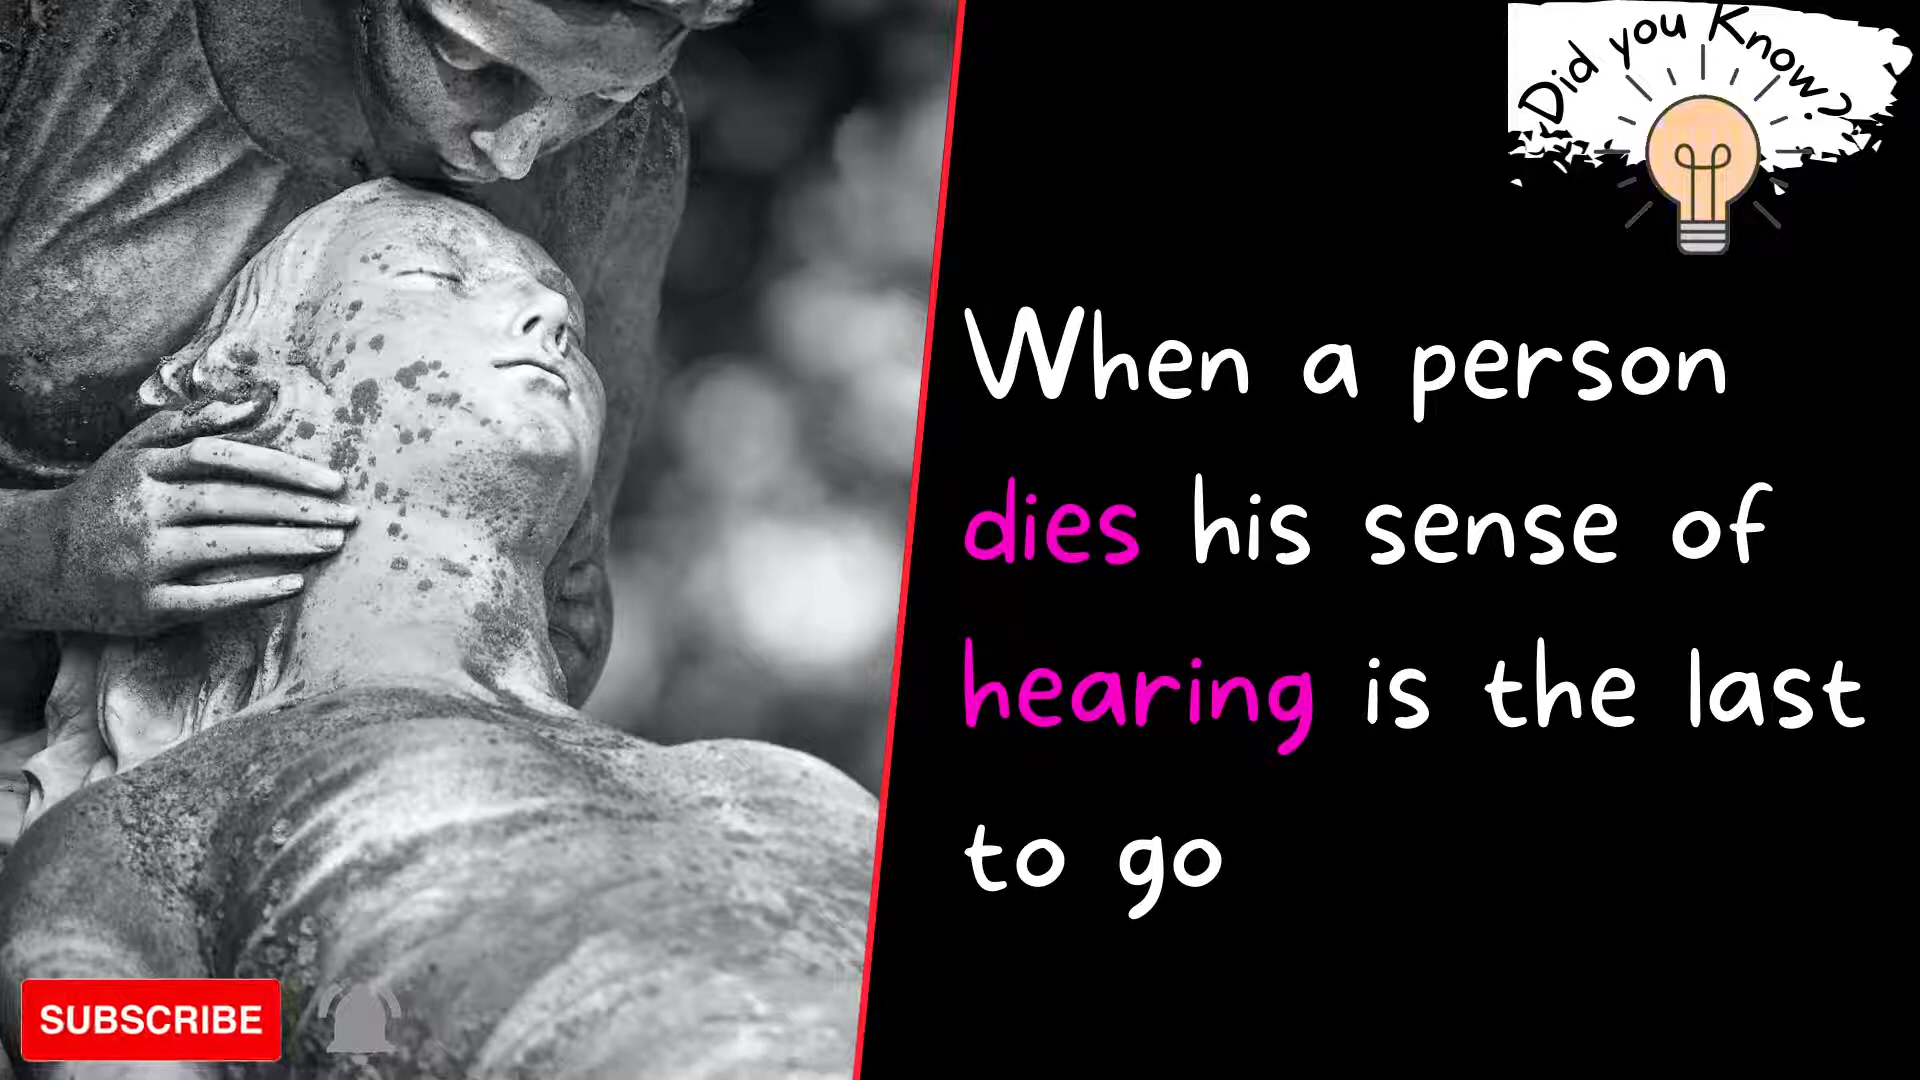 Did you Know?
When a person
dies his sense of
hearing is the last
to go
SUBSCRIBE